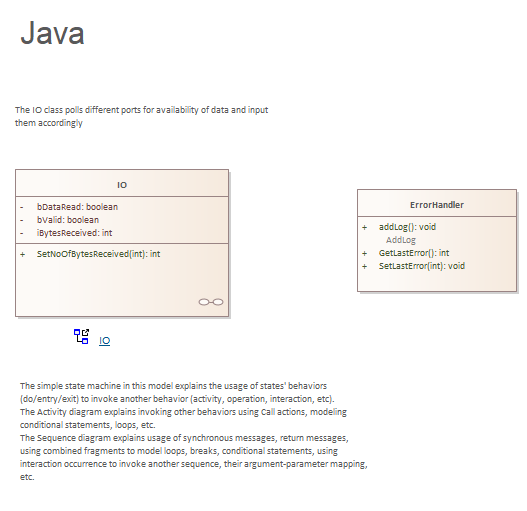 Java
The IO class polls different ports for availability of data and input
them accordingly
IO
- bDataRead: boolean
- bValid: boolean
- iBytesReceived: int
+ SetNoOfBytesReceived(int): int
ErrorHandler
+ addLog(): void
AddLog
+ GetLastError(): int
+ SetLastError(int): void
IO
The simple state machine in this model explains the usage of states' behaviors
(do/entry/exit) to invoke another behavior (activity, operation, interaction, etc).
The Activity diagram explains invoking other behaviors using Call actions, modeling
conditional statements, loops, etc.
The Sequence diagram explains usage of synchronous messages, return messages,
using combined fragments to model loops, breaks, conditional statements, using
interaction occurrence to invoke another sequence, their argument-parameter mapping,
etc.